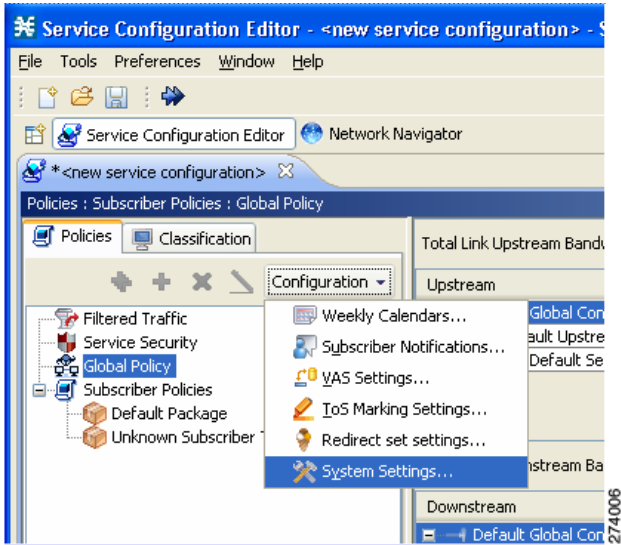 Service Configuration Editor - <new service configuration> - S
File Tools Preferences Window Help
Service Configuration Editor Network Navigator
*<new service configuration>
Policies : Subscriber Policies : Global Policy
Policies Classification
Total Link Upstream Bandw
Configuration
Upstream
Filtered Traffic
Service Security
Global Policy
Subscriber Policies
Default Package
Unknown Subscriber T
Weekly Calendars...
Subscriber Notifications...
VAS Settings...
ToS Marking Settings...
Redirect set settings...
System Settings...
Global Con
ault Upstre
Default Se
nstream Ba
Downstream
Default Global Con
274006